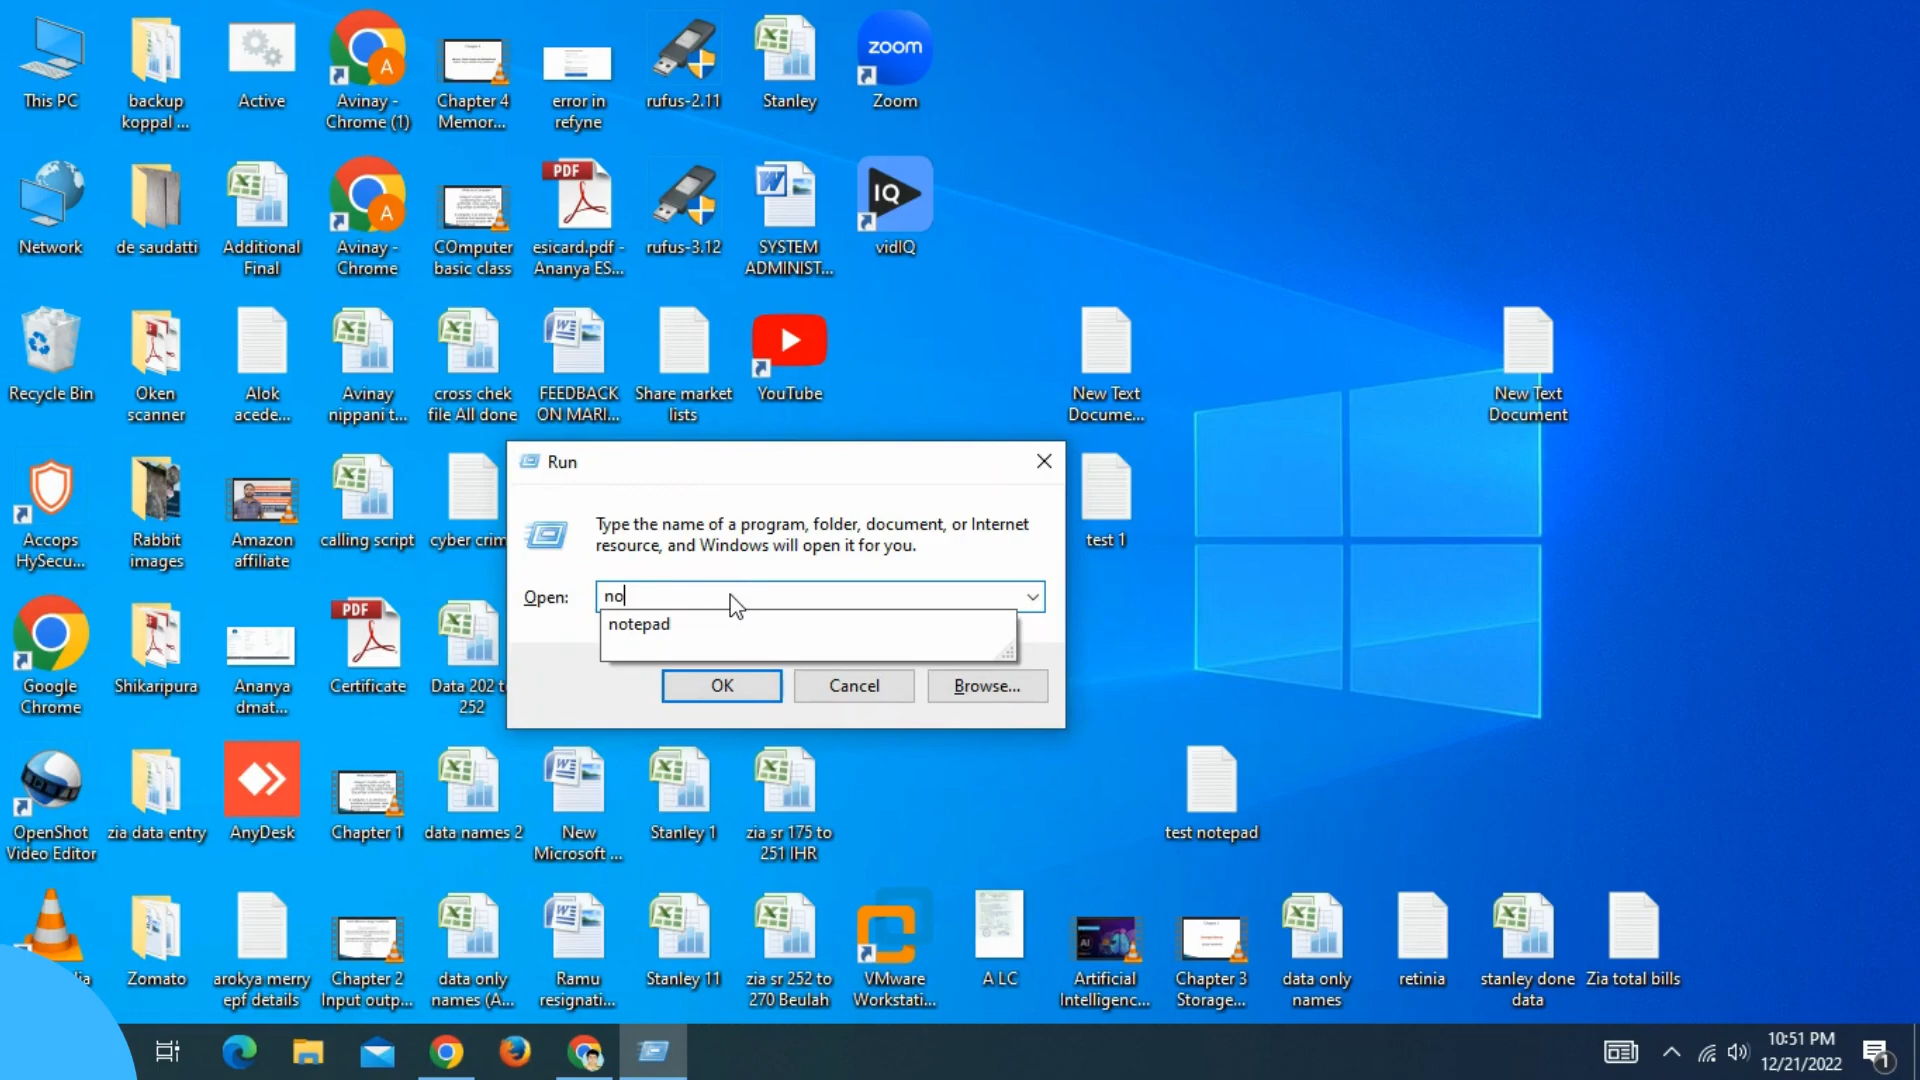 This PC
backup
koppal ...
Active
Avinay -
Chrome (1)
Chapter 4
Memor...
error in
refyne
rufus-2.11
Stanley
zoom
Zoom
Network
de saudatti
Additional
Final
Avinay -
Chrome
COmputer
basic class
PDF
esicard.pdf -
Ananya ES...
rufus-3.12
SYSTEM
ADMINIST...
IQ
vidIQ
Recycle Bin
Oken
scanner
Alok
acede...
Avinay
nippani t...
cross chek
file All done
FEEDBACK
ON MARI...
Share market
lists
YouTube
New Text
Docume...
New Text
Document
Accops
HySecu...
Rabbit
images
Amazon
affiliate
calling script
cyber crim
test 1
Run
Type the name of a program, folder, document, or Internet
resource, and Windows will open it for you.
Open:
no
notepad
OK
Cancel
Browse...
Google
Chrome
Shikaripura
Ananya
dmat...
PDF
Certificate
Data 202 t
252
OpenShot
Video Editor
zia data entry
AnyDesk
Chapter 1
data names 2
New
Microsoft ...
Stanley 1
zia sr 175 to
251 IHR
test notepad
Zomato
arokya merry
epf details
Chapter 2
Input outp...
data only
names (A...
Ramu
resignati...
Stanley 11
zia sr 252 to
270 Beulah
VMware
Workstati...
A LC
AI
Artificial
Intelligenc...
Chapter 3
Storage...
data only
names
retinia
stanley done
data
Zia total bills
10:51 PM
12/21/2022
1